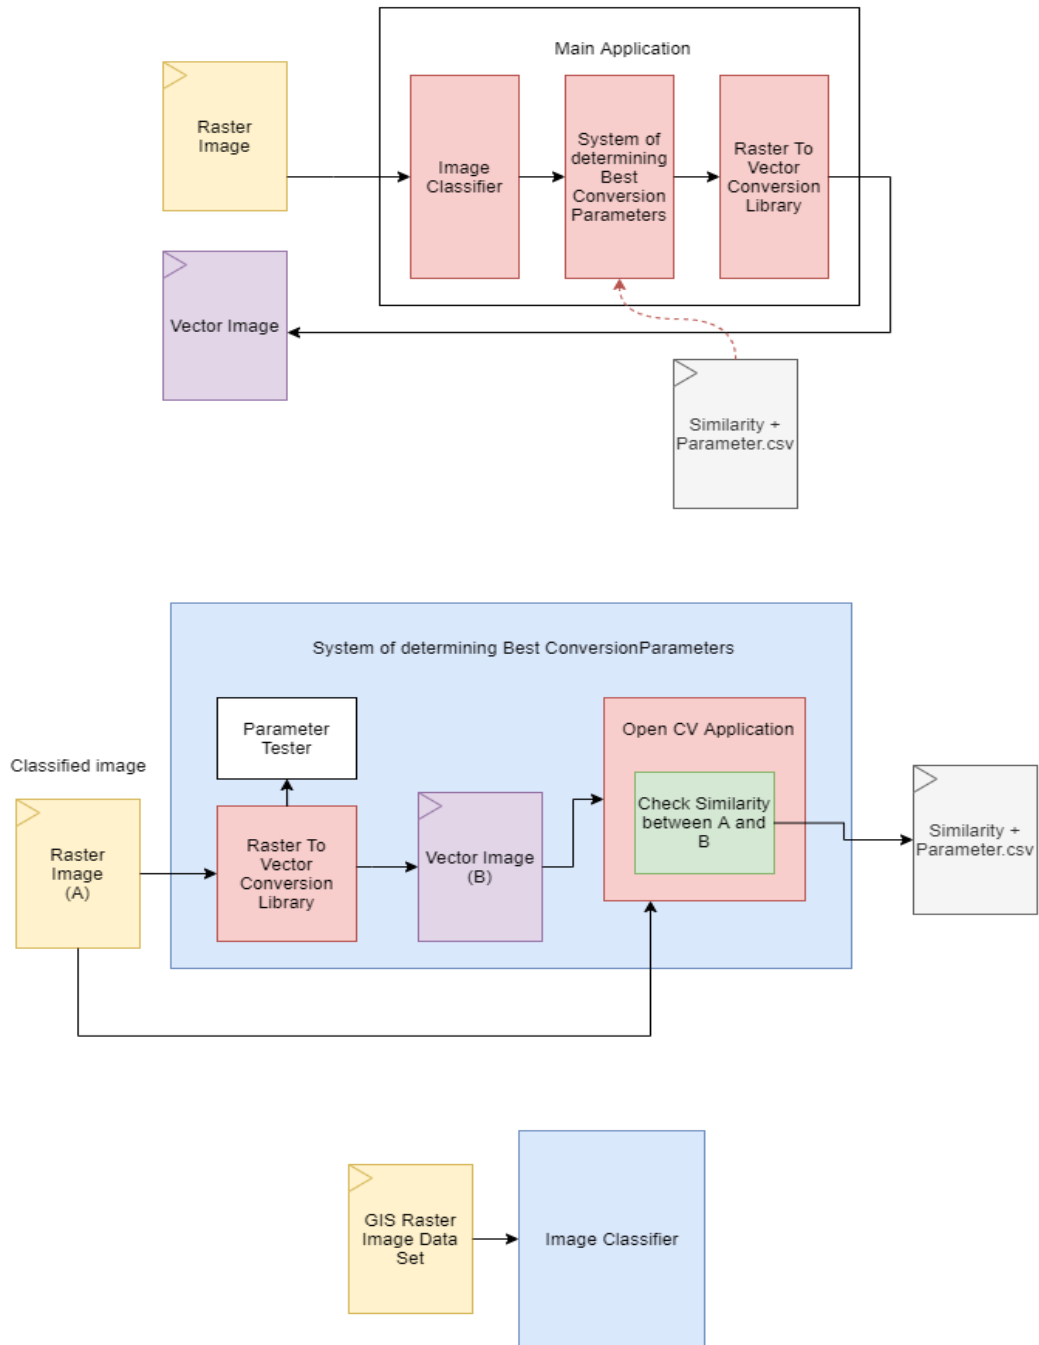 Main Application
Raster
Image
Image
Classifier
System of
determining
Best
Conversion
Parameters
Raster To
Vector
Conversion
Library
Vector Image
Similarity +
Parameter.csv
System of determining Best ConversionParameters
Parameter
Tester
Open CV Application
Classified image
Raster
Image
(A)
Raster To
Vector
Conversion
Library
Vector Image
(B)
Check Similarity
between A and
B
Similarity +
Parameter.csv
GIS Raster
Image Data
Set
Image Classifier